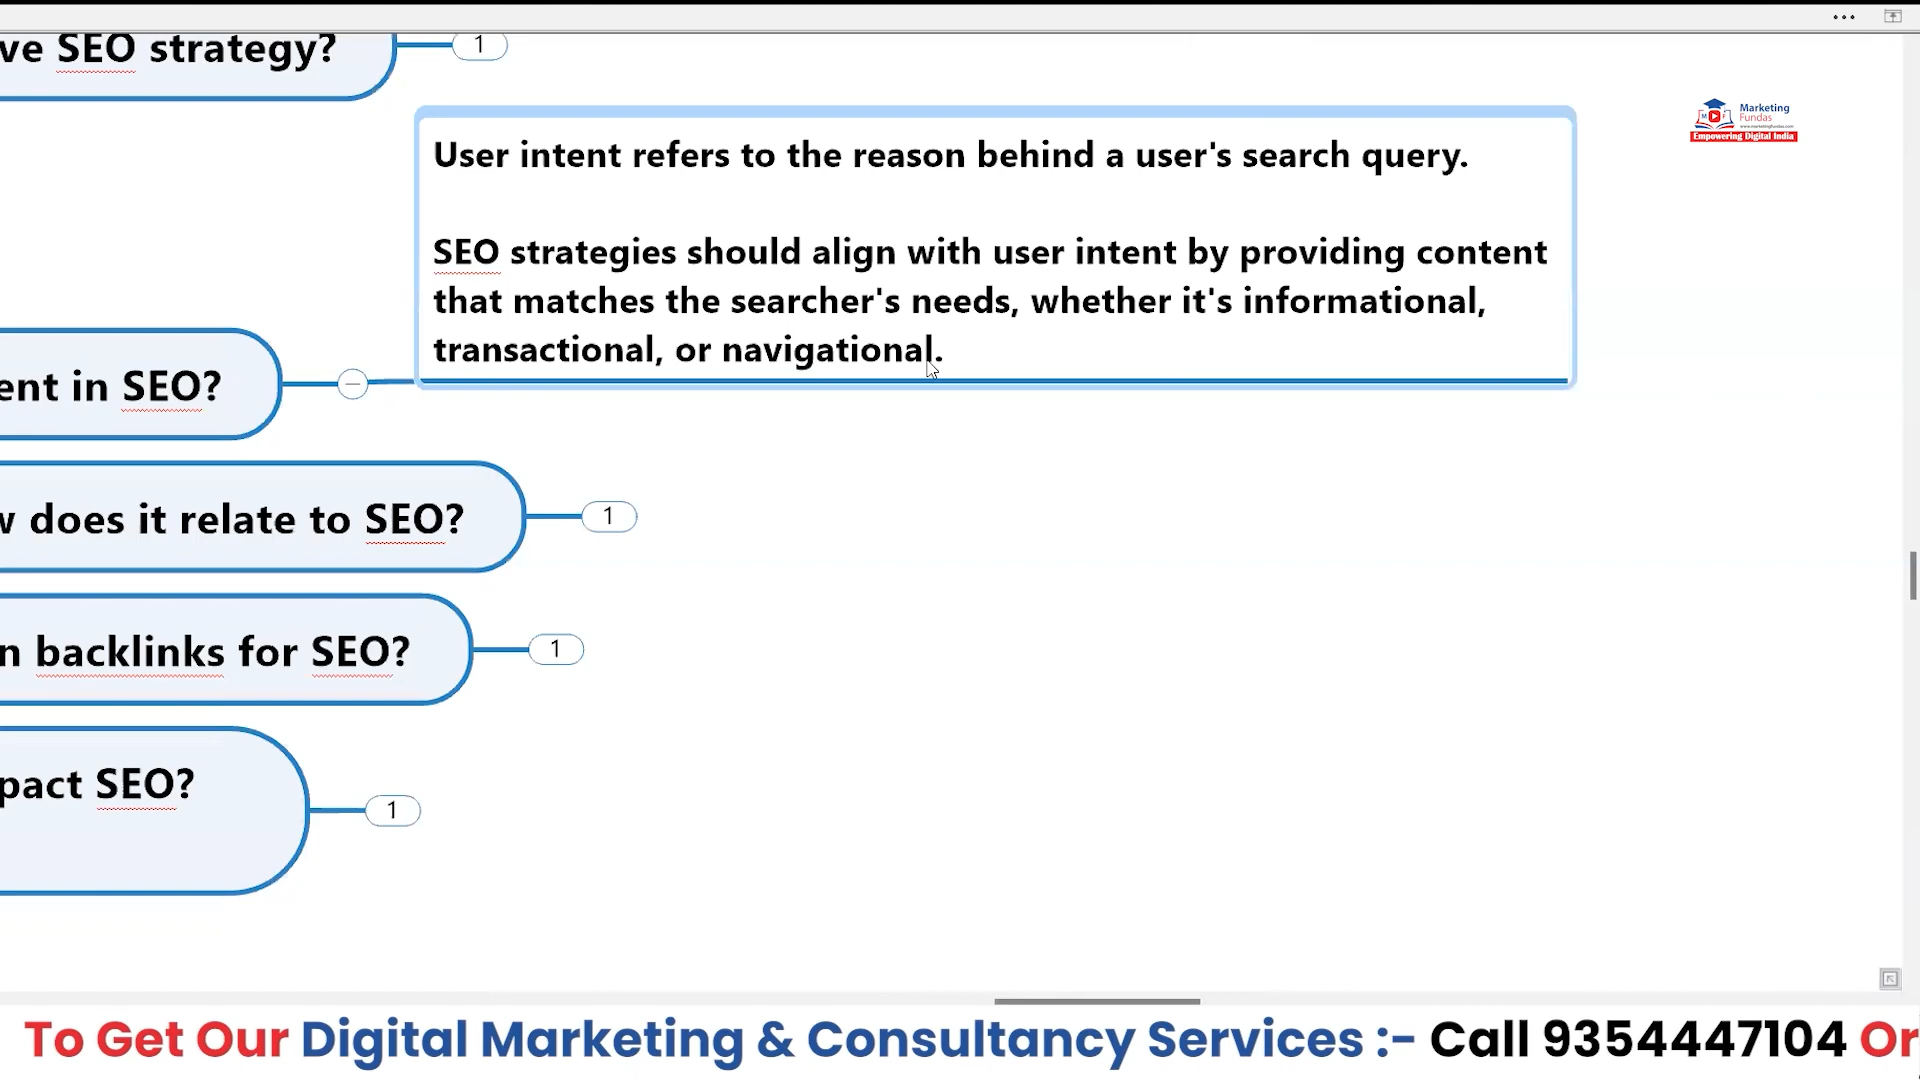 ve SEO strategy?
1
Marketing
Fundas
www.marketingfundas.com
Empowering Digital India
User intent refers to the reason behind a user's search query.
SEO strategies should align with user intent by providing content
that matches the searcher's needs, whether it's informational,
transactional, or navigational.
ent in SEO?
w does it relate to SEO?
1
n backlinks for SEO?
1
pact SEO?
1
To Get Our Digital Marketing & Consultancy Services :- Call 9354447104 Or